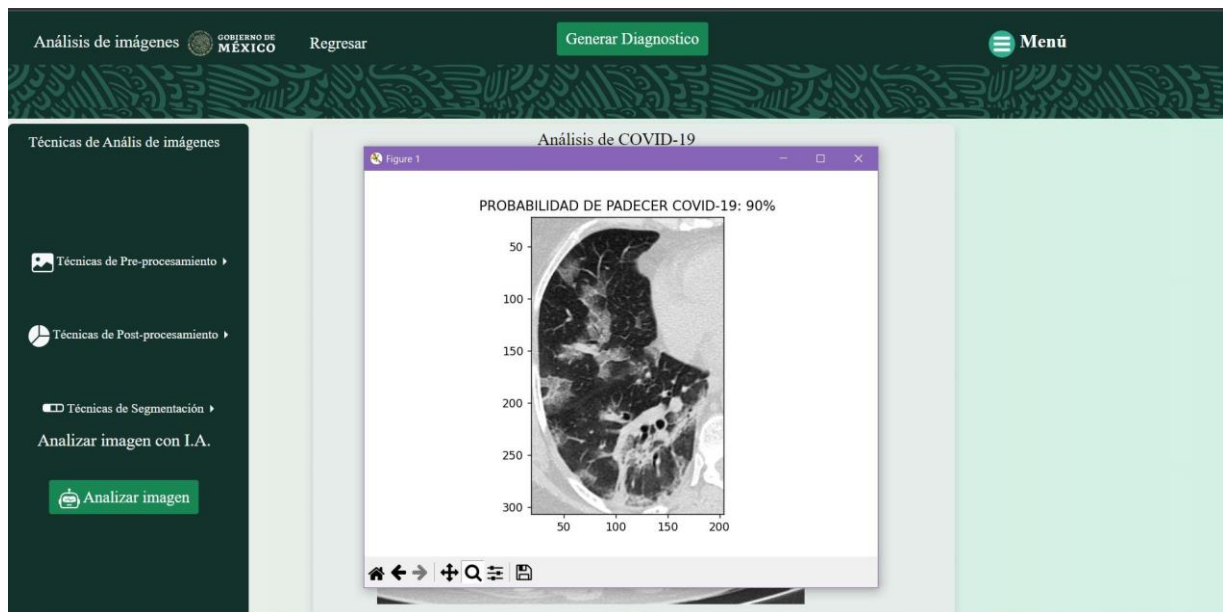 Análisis de imágenes
GOBIERNO DE
MÉXICO
Regresar
Generar Diagnostico
Menú
Técnicas de Anális de imágenes
Técnicas de Pre-procesamiento
Técnicas de Post-procesamiento
Técnicas de Segmentación
Analizar imagen con I.A.
Analizar imagen
Análisis de COVID-19
Figure 1
PROBABILIDAD DE PADECER COVID-19: 90%
50
100
150
200
250
300
50 100 150 200